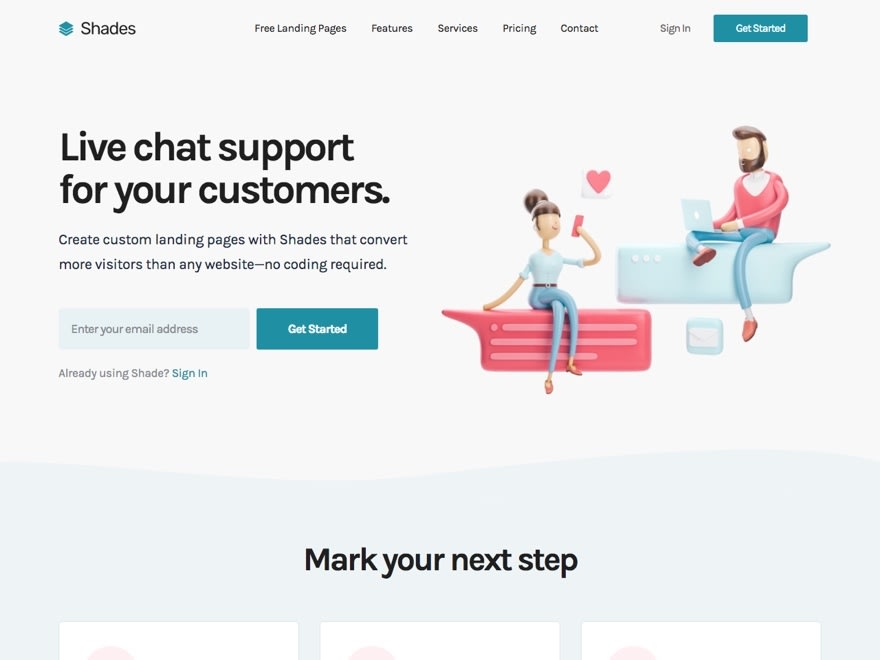 Shades
Free Landing Pages
Features
Services
Pricing
Contact
Sign In
Get Started
Live chat support
for your customers.
Create custom landing pages with Shades that convert
more visitors than any website—no coding required.
Enter your email address
Get Started
Already using Shade? Sign In
Mark your next step